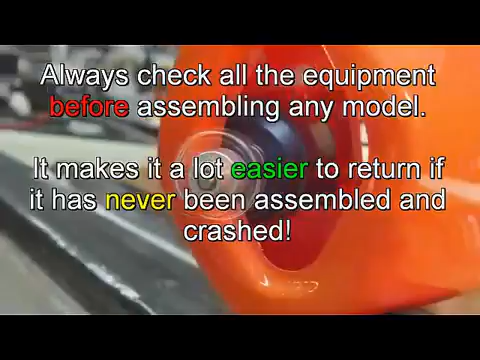 Always check all the equipment
before assembling any model.
It makes it a lot easier to return if
it has never been assembled and
crashed!